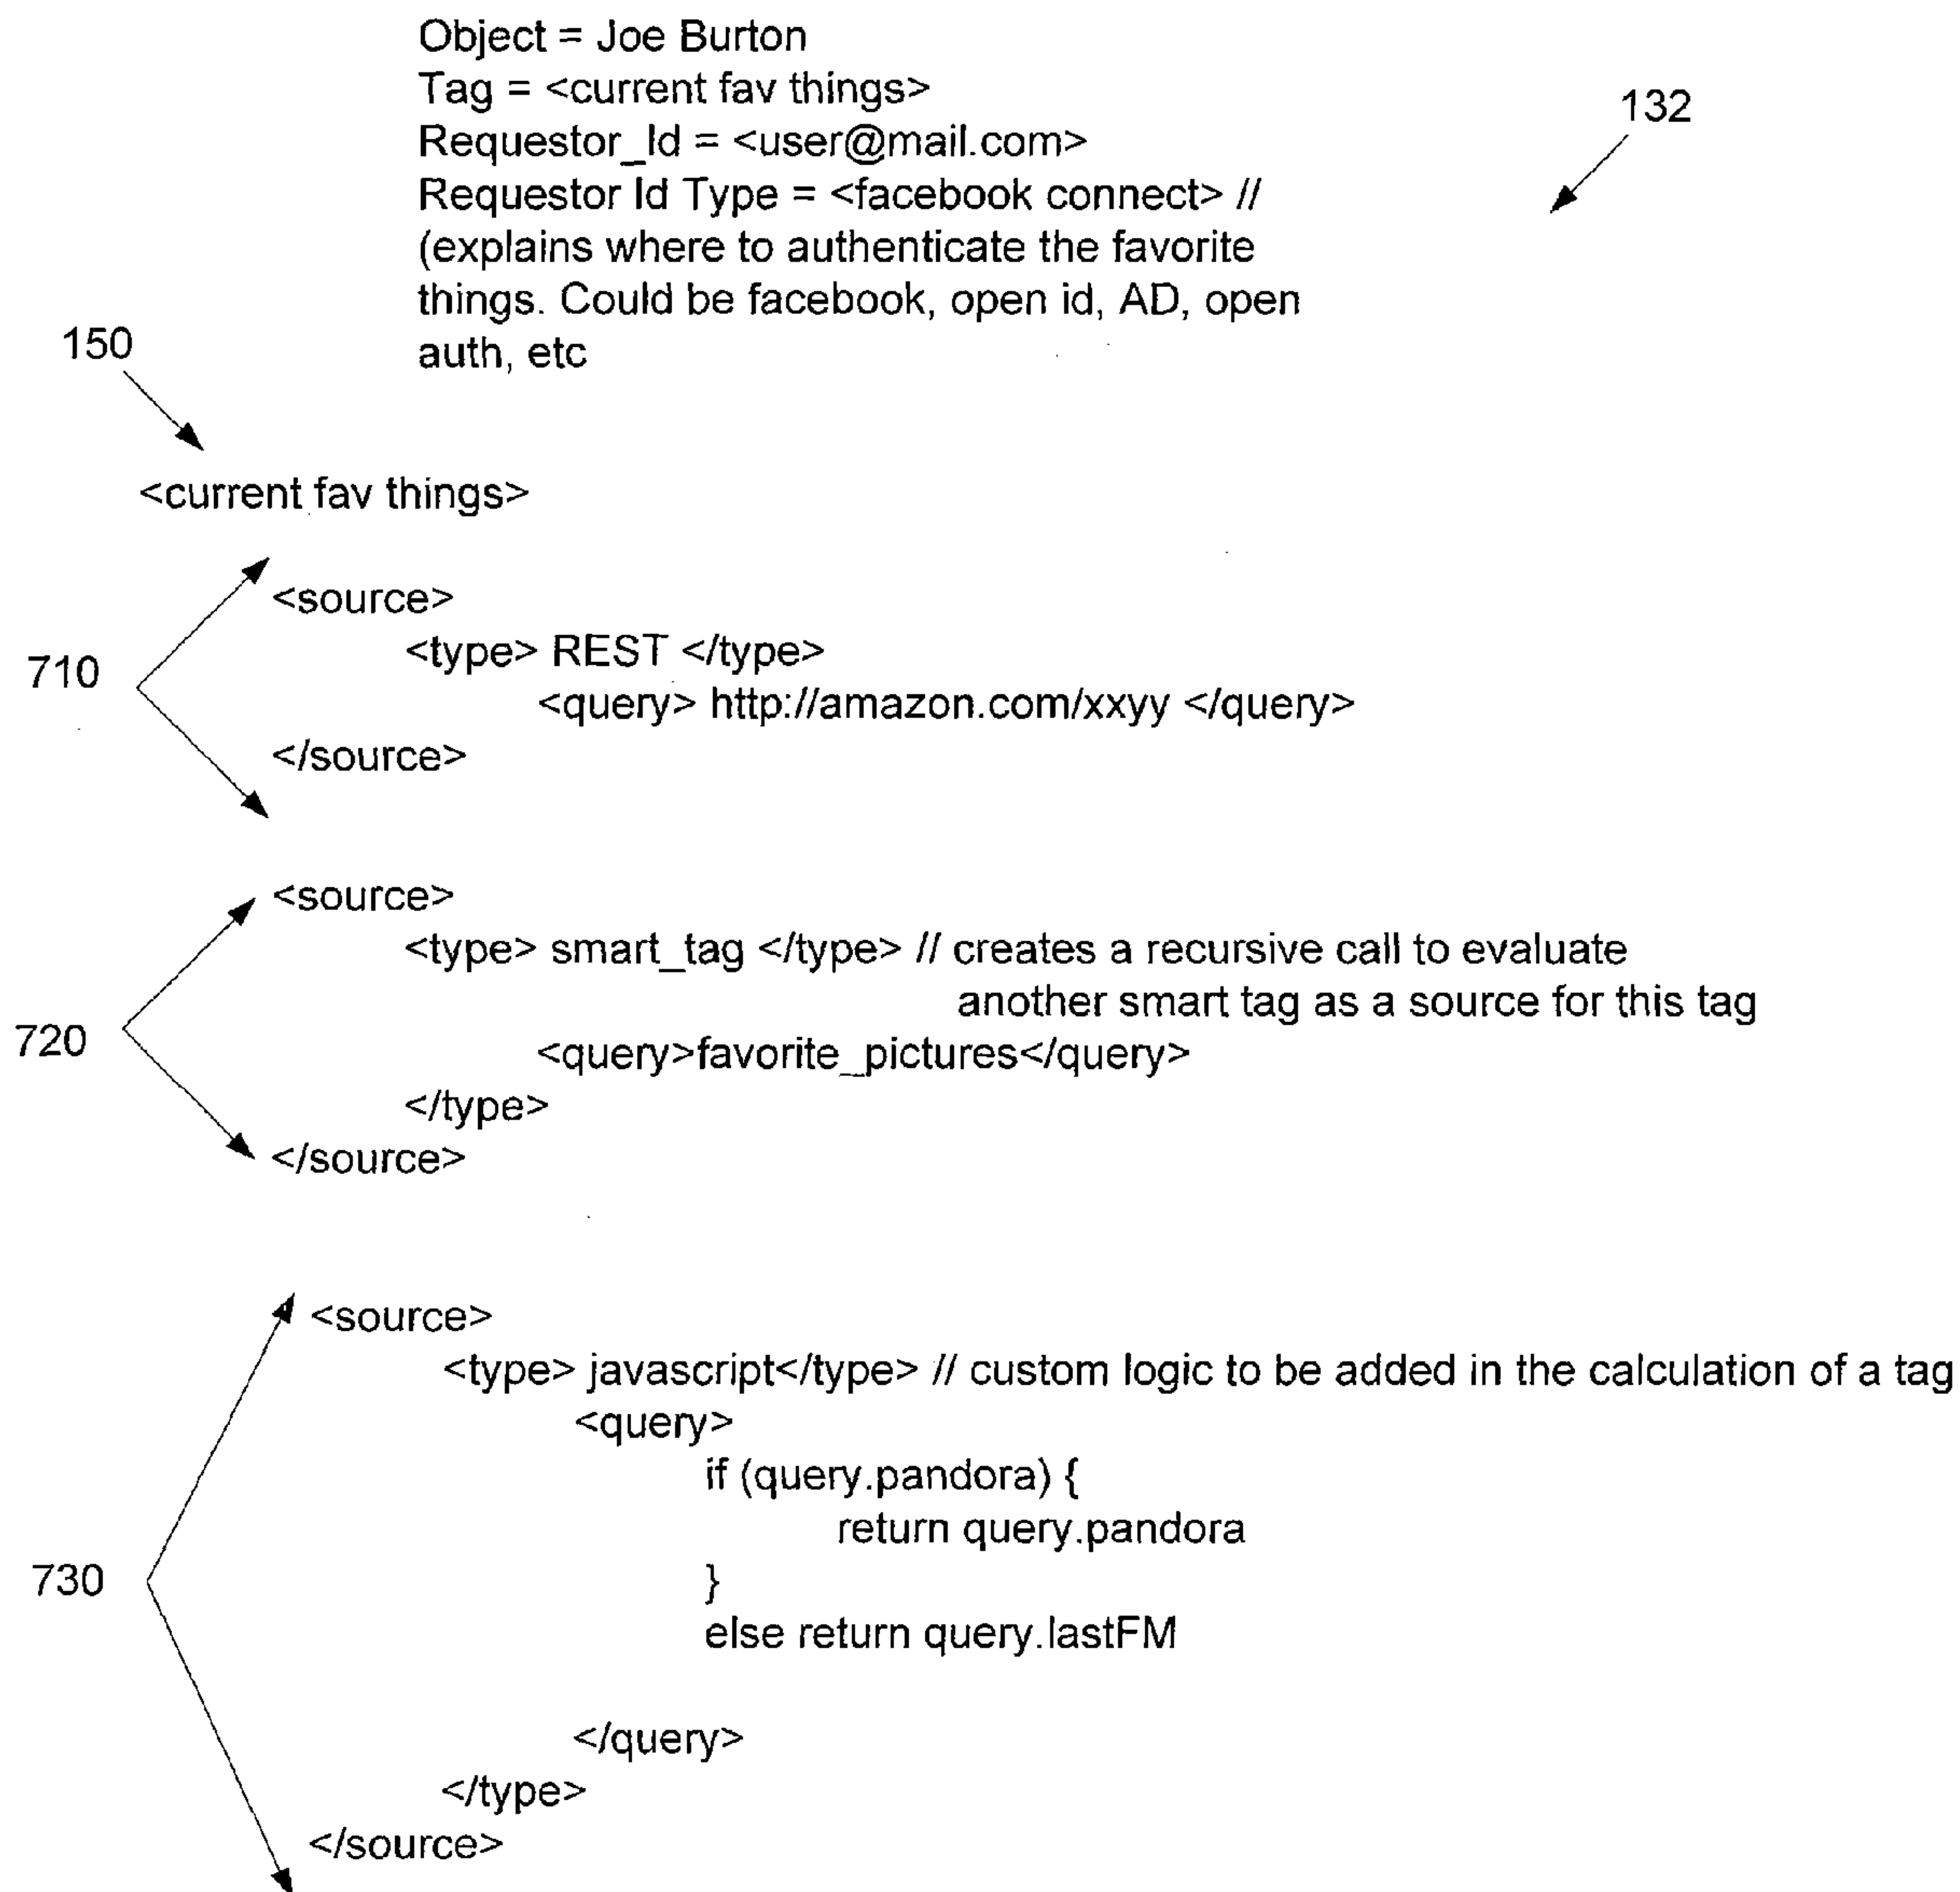 Object = Joe Burton
Tag = <current fav things>
132
Requestor_Id = <user@mail.com>
Requestor Id Type = <facebook connect> //
(explains where to authenticate the favorite
things. Could be facebook, open id, AD, open
150
auth, etc
<current fav things>
<source>
710
<type> REST </type>
<query> http://amazon.com/xxyy </query>
</source>
<source>
<type> smart_tag </type> // creates a recursive call to evaluate
another smart tag as a source for this tag
720
<query>favorite_pictures</query>
</type>
</source>
<source>
<type> javascript</type> // custom logic to be added in the calculation of a tag
<query>
if (query.pandora) {
return query.pandora
730
}
else return query.lastFM
</query>
</type>
</source>